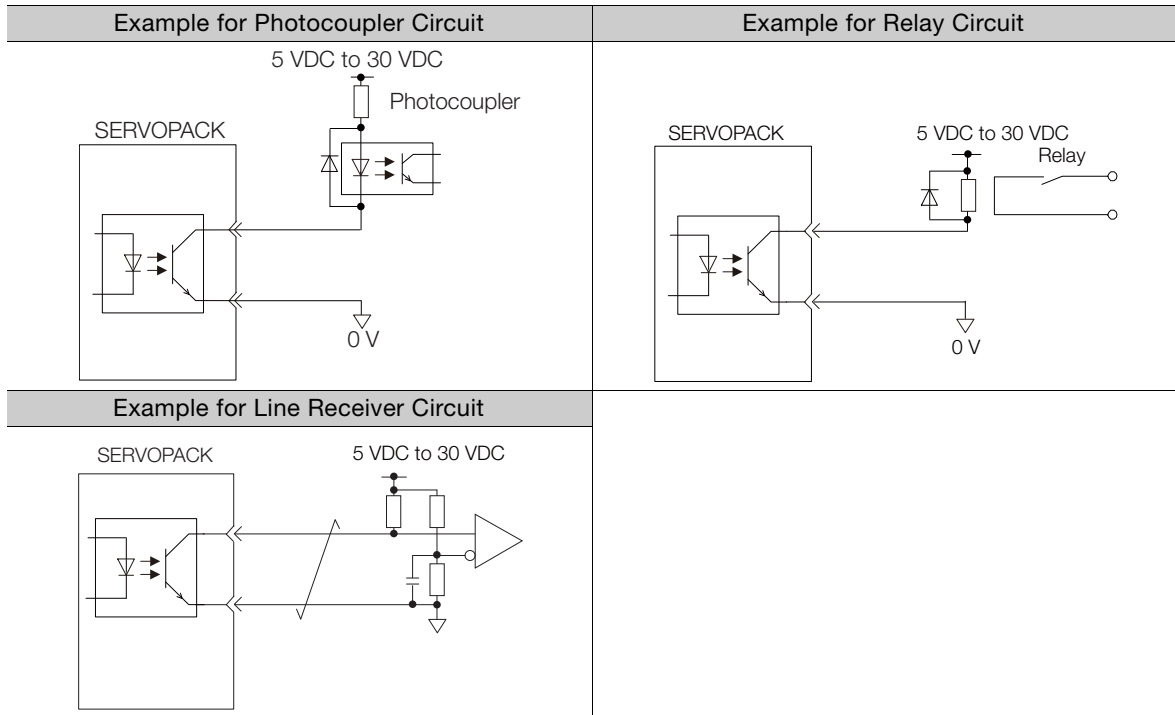 Example for Photocoupler Circuit
5 VDC to 30 VDC
Photocoupler
SERVOPACK
0 V
Example for Relay Circuit
SERVOPACK
5 VDC to 30 VDC
Relay
0 V
Example for Line Receiver Circuit
SERVOPACK
5 VDC to 30 VDC